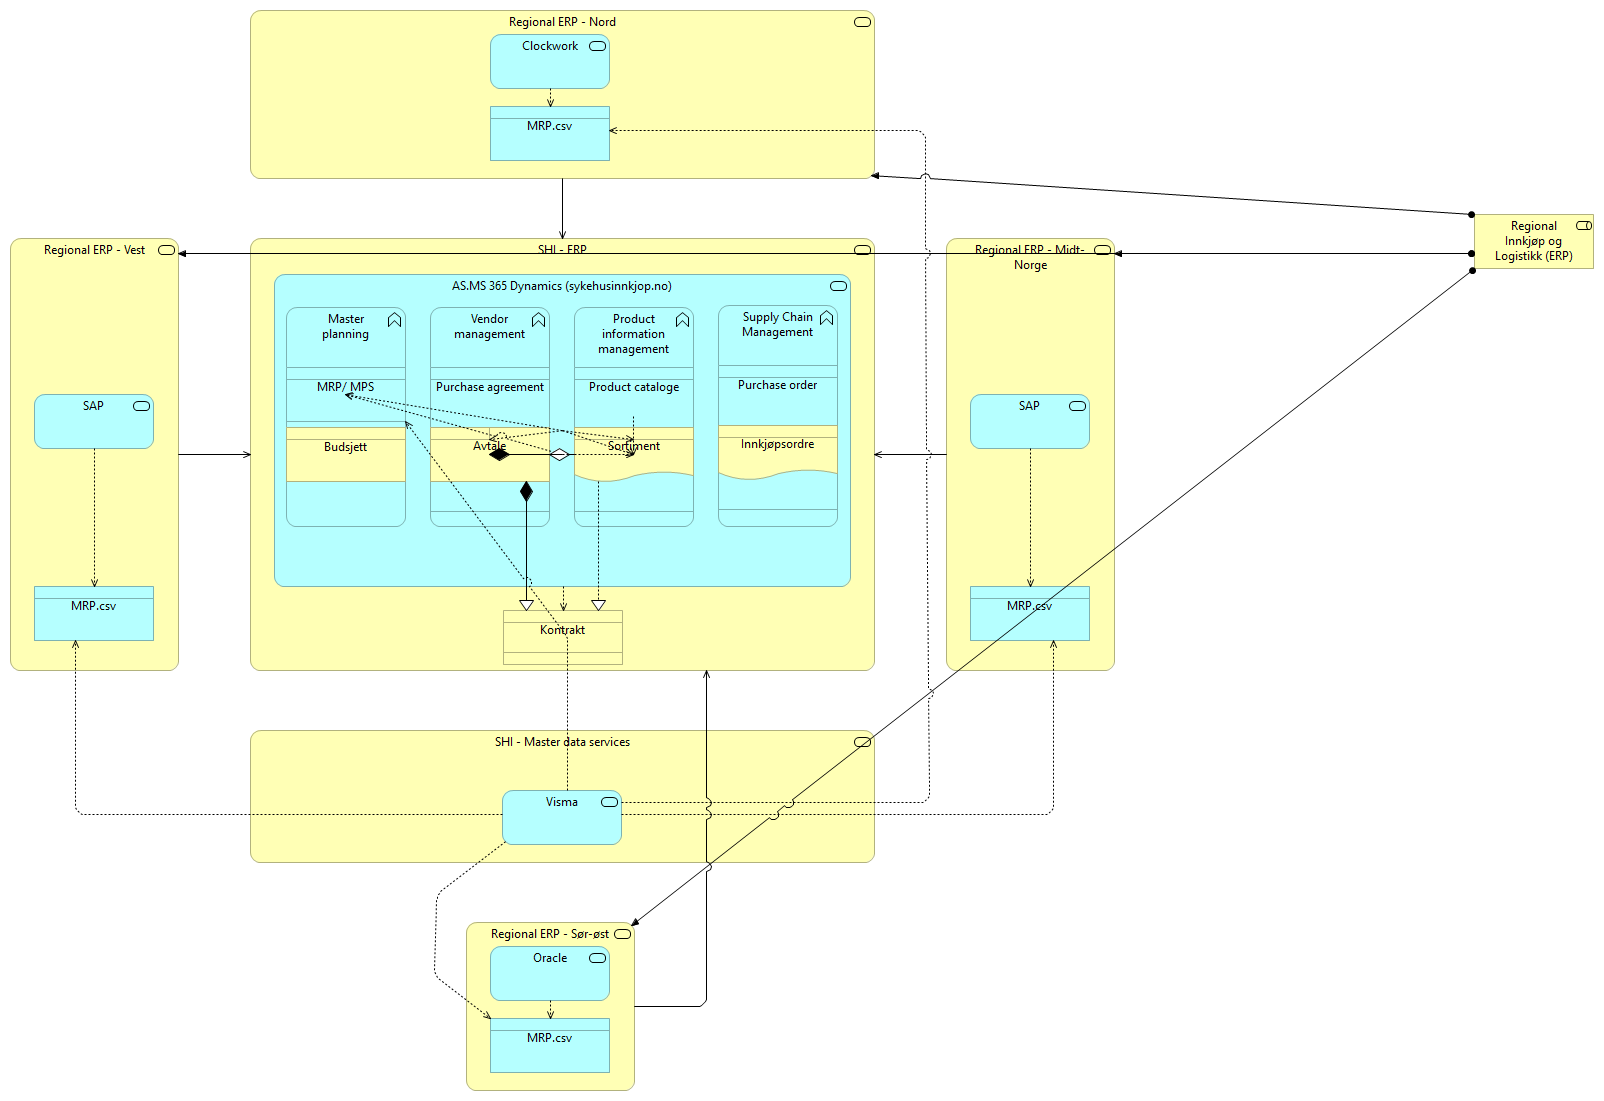 Regional ERP - Nord
Clockwork
MRP.csv
Regional
Innkjøp og
Logistikk (ERP)
Regional ERP - Vest
SAP
MRP.csv
SHI - ERP
AS.MS 365 Dynamics (sykehusinnkjop.no)
Master
planning
MRP/ MPS
Budsjett
Vendor
management
Purchase agreement
Avtale
Product
information
management
Product cataloge
Sortiment
Supply Chain
Management
Purchase order
Innkjøpsordre
Kontrakt
Regional ERP - Midt-
Norge
SAP
MRP.csv
SHI - Master data services
Visma
Regional ERP - Sør-øst
Oracle
MRP.csv